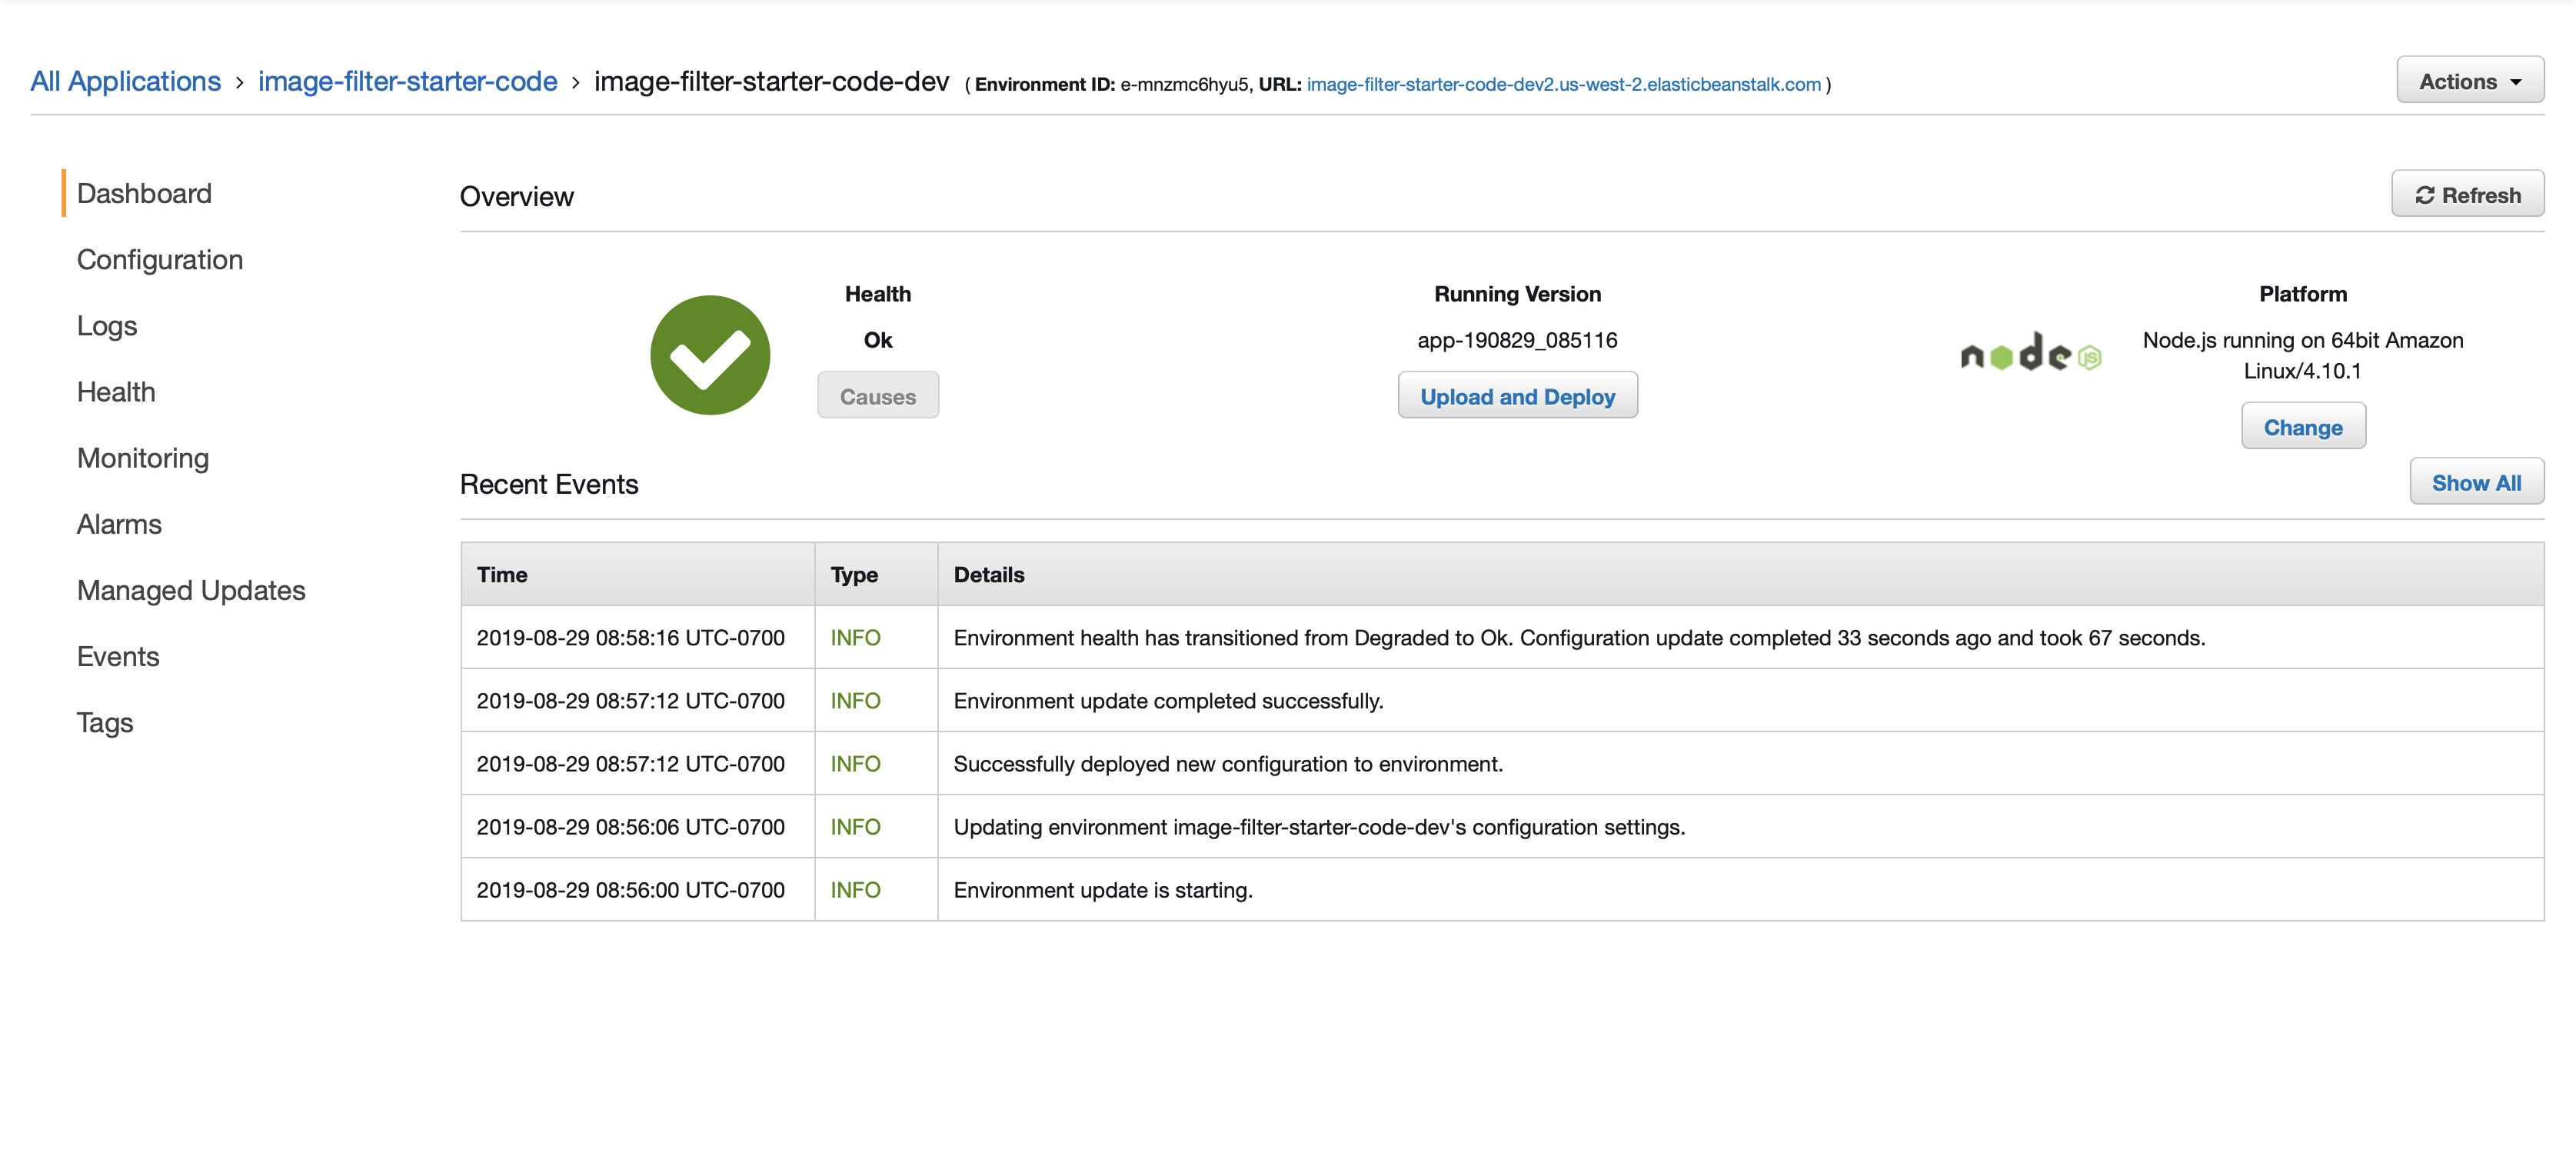 All Applications › image-filter-starter-code › image-filter-starter-code-dev ( Environment ID: e-mnzmc6hyu5, URL: image-filter-starter-code-dev2.us-west-2.elasticbeanstalk.com )
Actions
Dashboard
Configuration
Logs
Health
Monitoring
Alarms
Managed Updates
Events
Tags
Overview
Refresh
Health
Ok
Causes
Running Version
app-190829_085116
Upload and Deploy
node JS
Platform
Node.js running on 64bit Amazon
Linux/4.10.1
Change
Recent Events
Show All
Time Type Details
2019-08-29 08:58:16 UTC-0700 INFO Environment health has transitioned from Degraded to Ok. Configuration update completed 33 seconds ago and took 67 seconds.
2019-08-29 08:57:12 UTC-0700 INFO Environment update completed successfully.
2019-08-29 08:57:12 UTC-0700 INFO Successfully deployed new configuration to environment.
2019-08-29 08:56:06 UTC-0700 INFO Updating environment image-filter-starter-code-dev's configuration settings.
2019-08-29 08:56:00 UTC-0700 INFO Environment update is starting.